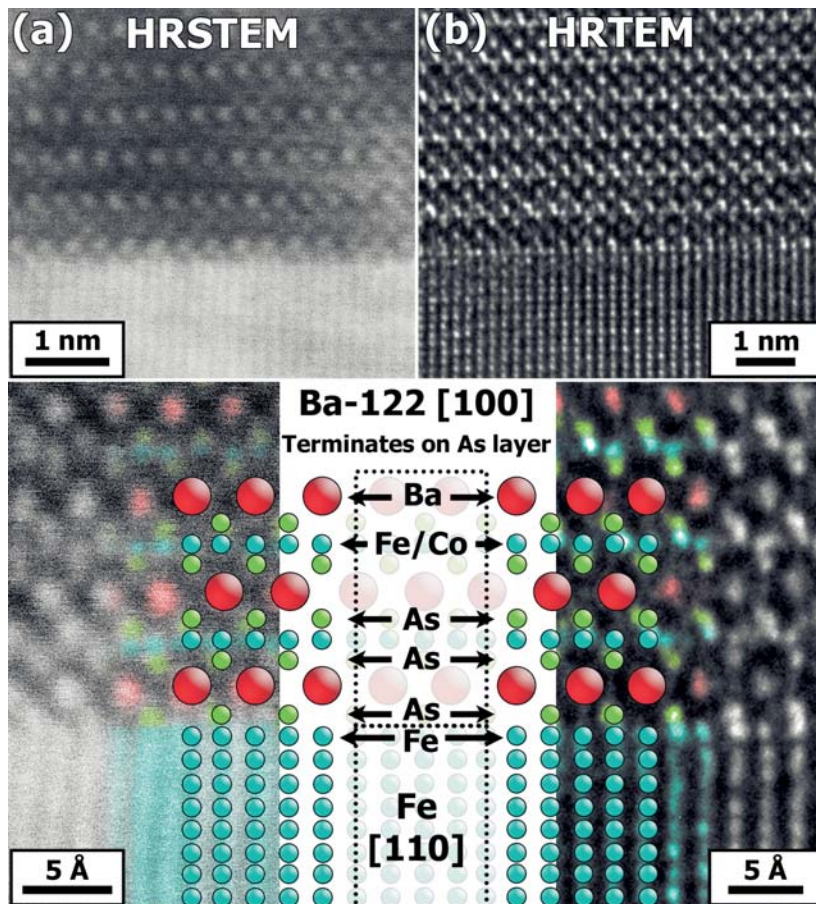 (a) HRSTEM
(b) HRTEM
1 nm
1 nm
Ba-122 [100]
Terminates on As layer
Ba
Fe/Co
As
As
As
Fe
Fe
[110]
5 Å
5 Å